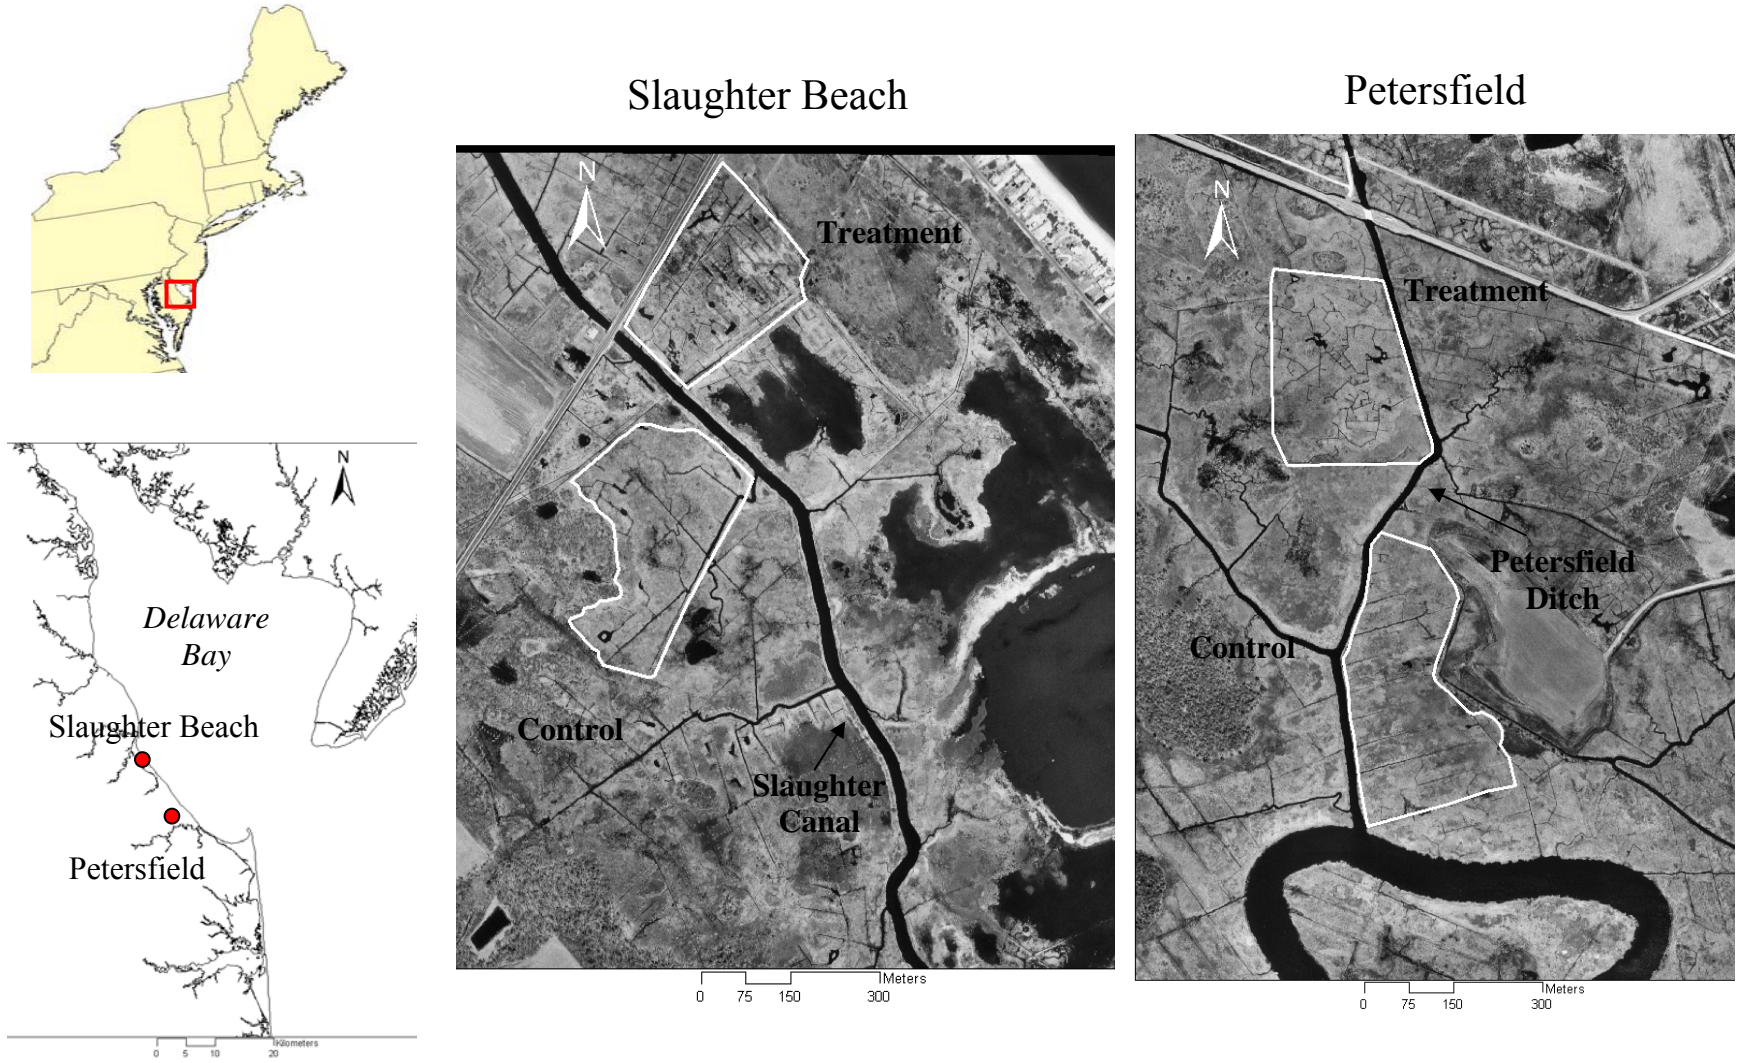 Slaughter Beach
Petersfield
N
Treatment
Control
Slaughter
Canal
Meters
0 75 150 300
N
Treatment
Petersfield
Ditch
Control
Meters
0 75 150 300
N
Delaware
Bay
Slaughter Beach
Petersfield
Kilometers
0 5 10 20